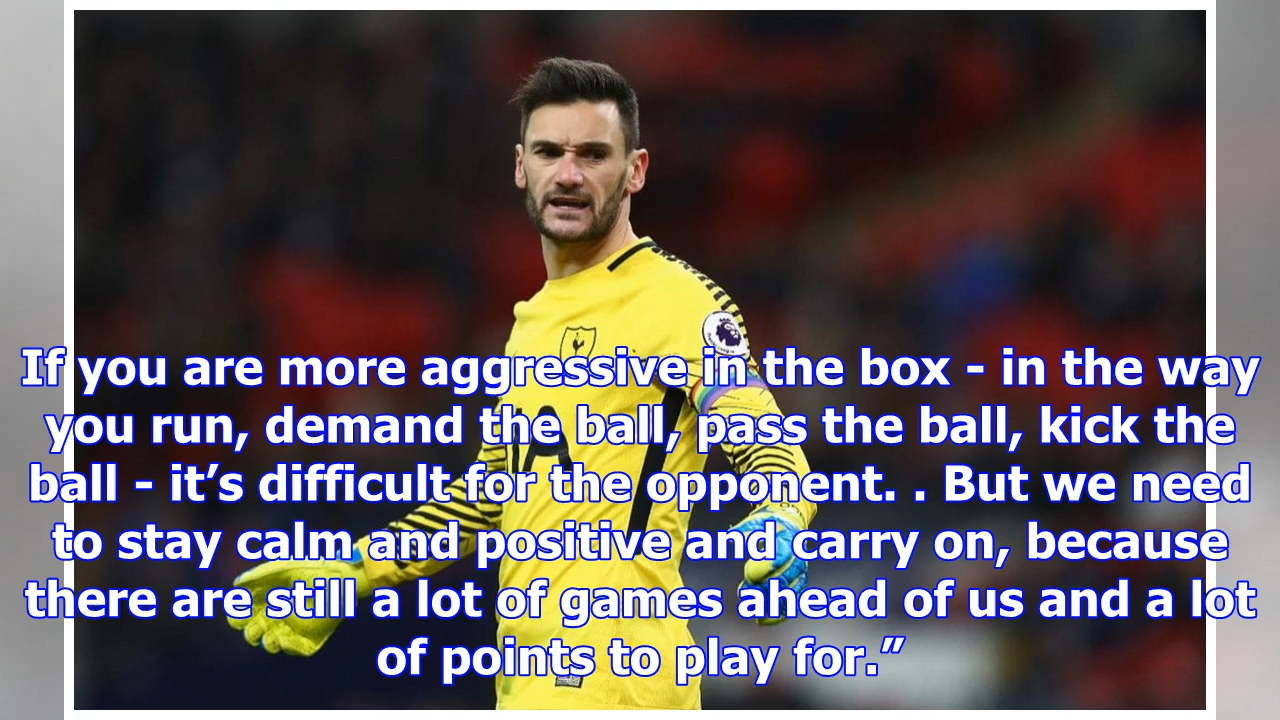 If you are more aggressive in the box - in the way
you run, demand the ball, pass the ball, kick the
ball - it’s difficult for the opponent. . But we need
to stay calm and positive and carry on, because
there are still a lot of games ahead of us and a lot
of points to play for.”